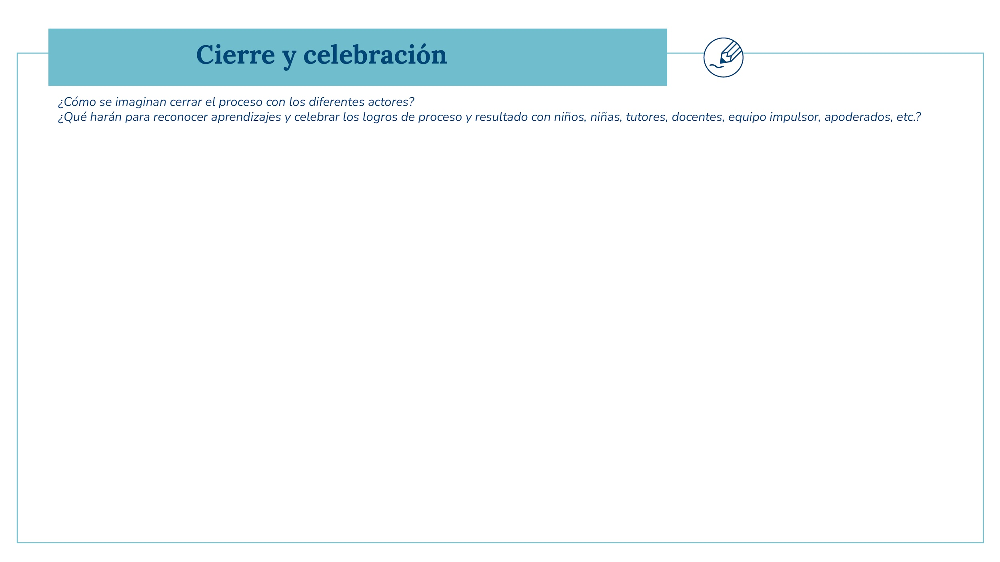 Cierre y celebración
¿Cómo se imaginan cerrar el proceso con los diferentes actores?
¿Qué harán para reconocer aprendizajes y celebrar los logros de proceso y resultado con niños, niñas, tutores, docentes, equipo impulsor, apoderados, etc.?